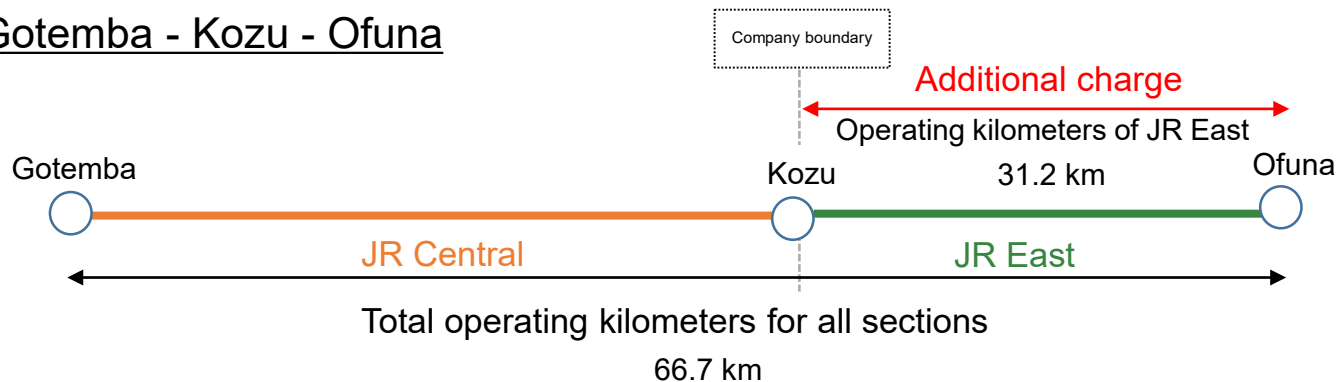 Gotemba - Kozu - Ofuna
Company boundary
Additional charge
Operating kilometers of JR East
31.2 km
Gotemba
Kozu
Ofuna
JR Central
JR East
Total operating kilometers for all sections
66.7 km